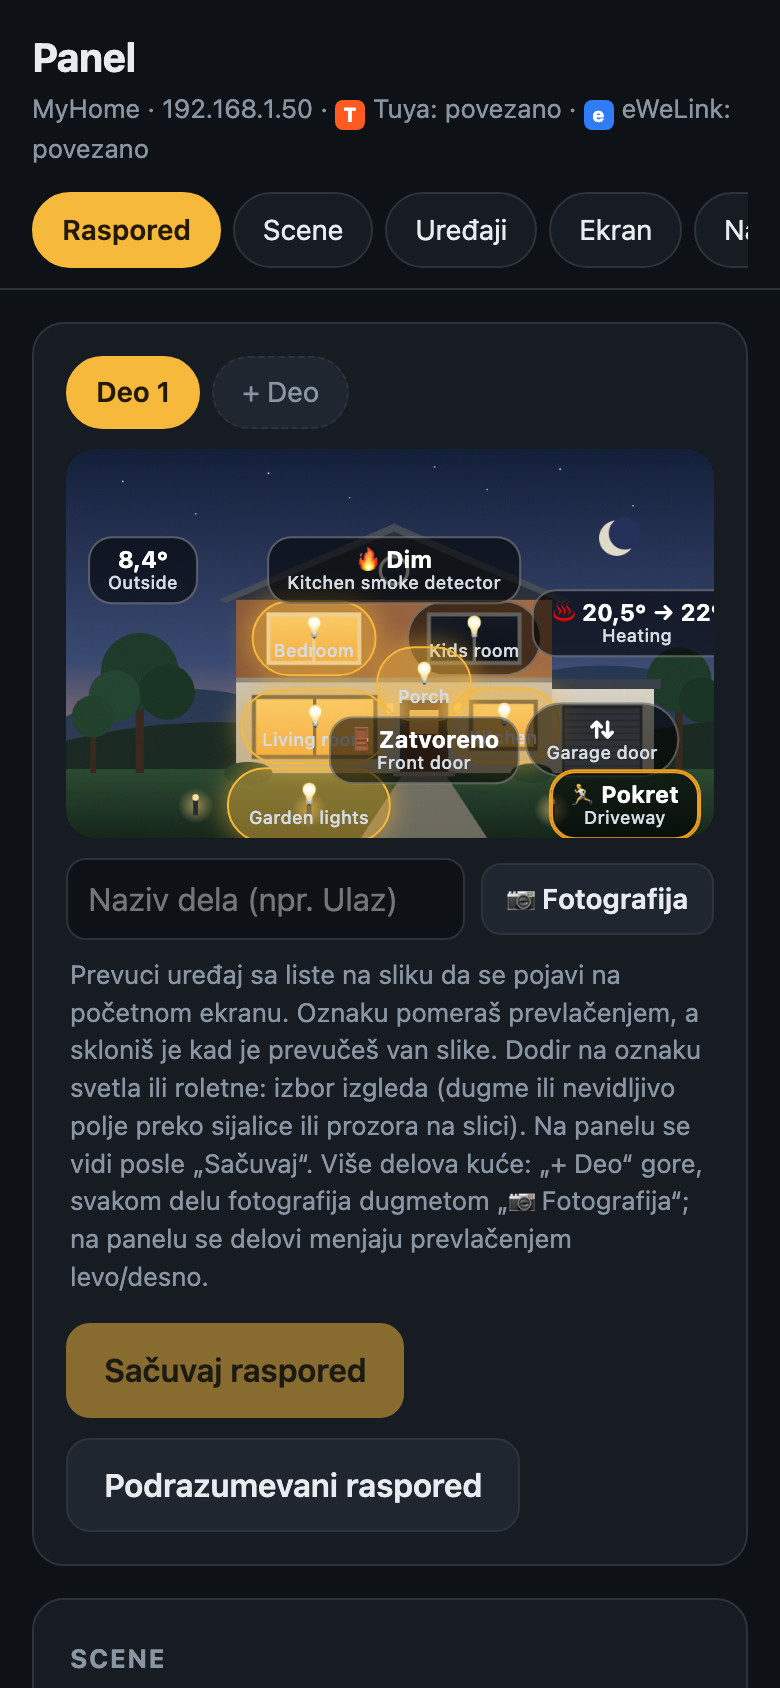 Panel
MyHome · 192.168.1.50 · T Tuya: povezano · e eWeLink:
povezano
Raspored Scene Uređaji Ekran
Deo 1 + Deo
8,4° 🔥 Dim
Outside Kitchen smoke detector
♨️ 20,5° → 22°
Bedroom Kids room Heating
Porch
Living Zatvoreno
Front door Garage door
🏃 Pokret
Garden lights Driveway
Naziv dela (npr. Ulaz) 📷 Fotografija
Prevuci uređaj sa liste na sliku da se pojavi na
početnom ekranu. Oznaku pomeraš prevlačenjem, a
skloniš je kad je prevučeš van slike. Dodir na oznaku
svetla ili roletne: izbor izgleda (dugme ili nevidljivo
polje preko sijalice ili prozora na slici). Na panelu se
vidi posle „Sačuvaj“. Više delova kuće: „+ Deo“ gore,
svakom delu fotografija dugmetom „📷 Fotografija“;
na panelu se delovi menjaju prevlačenjem
levo/desno.
Sačuvaj raspored
Podrazumevani raspored
SCENE